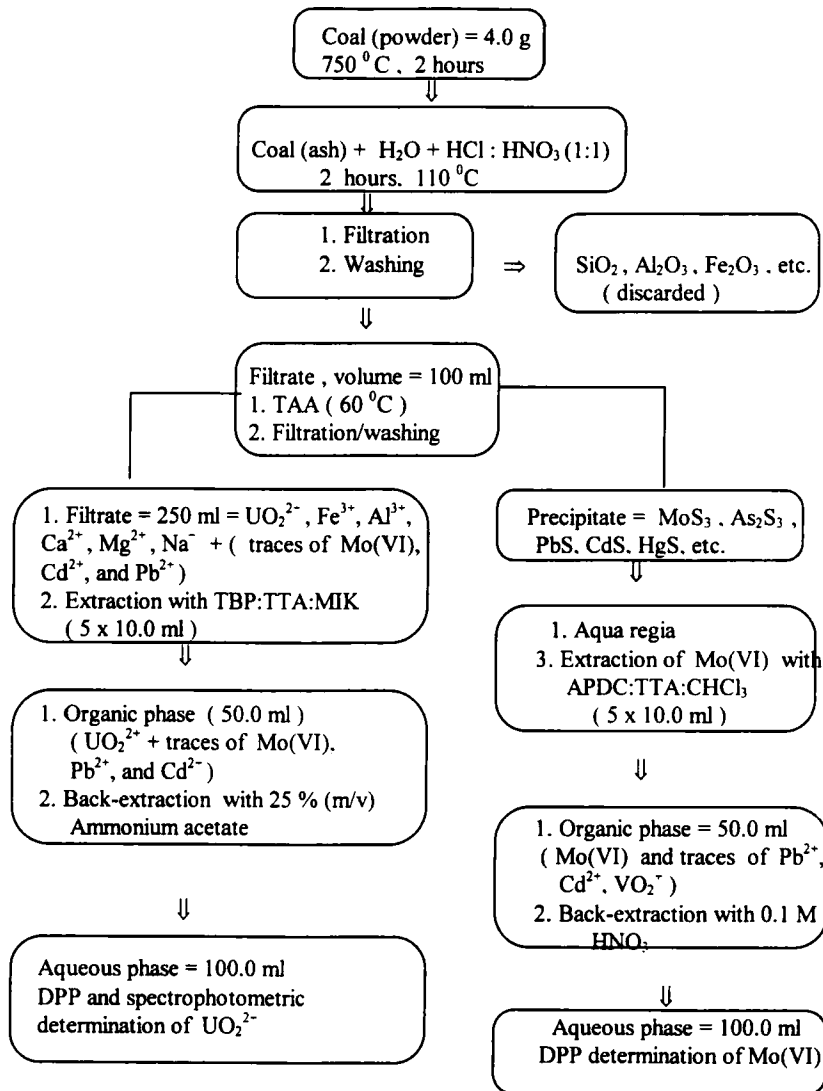 Coal (powder) = 4.0 g
750 ⁰C . 2 hours
⇓
Coal (ash) + H₂O + HCl : HNO₃ (1:1)
2 hours. 110 ⁰C
⇓
1. Filtration
2. Washing
⇒
SiO₂ , Al₂O₃ , Fe₂O₃ . etc.
( discarded )
⇓
Filtrate , volume = 100 ml
1. TAA ( 60 ⁰C )
2. Filtration/washing
1. Filtrate = 250 ml = UO₂²⁻ , Fe³⁺, Al³⁺,
Ca²⁺, Mg²⁺, Na⁻ + ( traces of Mo(VI),
Cd²⁺, and Pb²⁺ )
2. Extraction with TBP:TTA:MIK
( 5 x 10.0 ml )
⇓
1. Organic phase ( 50.0 ml )
( UO₂²⁺ + traces of Mo(VI).
Pb²⁺, and Cd²⁻ )
2. Back-extraction with 25 % (m/v)
Ammonium acetate
⇓
Aqueous phase = 100.0 ml
DPP and spectrophotometric
determination of UO₂²⁻
Precipitate = MoS₃ . As₂S₃ ,
PbS, CdS, HgS, etc.
⇓
1. Aqua regia
3. Extraction of Mo(VI) with
APDC:TTA:CHCl₃
( 5 x 10.0 ml )
⇓
1. Organic phase = 50.0 ml
( Mo(VI) and traces of Pb²⁺,
Cd²⁺, VO₂⁺ )
2. Back-extraction with 0.1 M
HNO₃
⇓
Aqueous phase = 100.0 ml
DPP determination of Mo(VI)